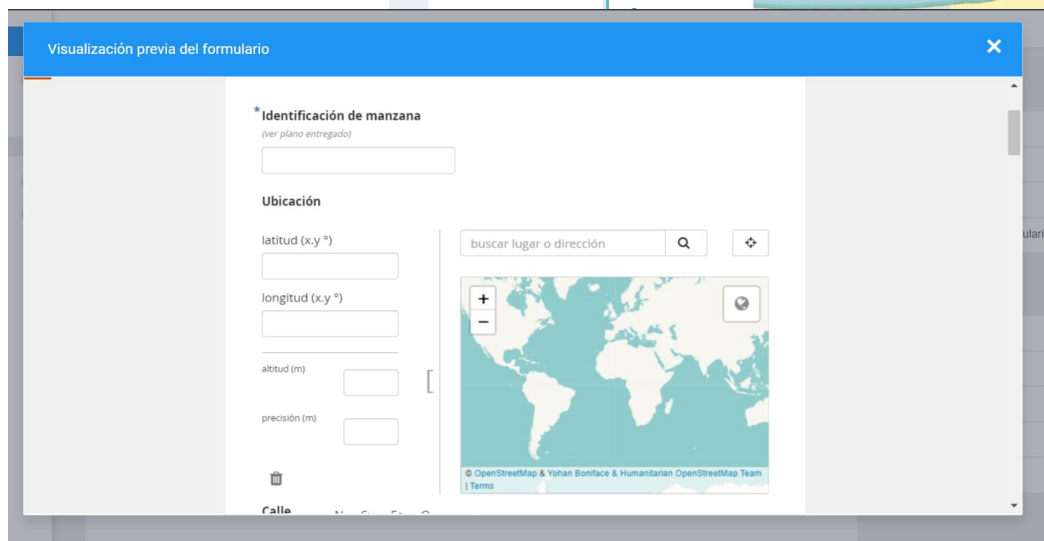 Visualización previa del formulario
×
* Identificación de manzana
(ver plano entregado)
Ubicación
latitud (x.y °)
buscar lugar o dirección
longitud (x.y °)
+
−
altitud (m)
precisión (m)
© OpenStreetMap & Yohan Boniface & Humanitarian OpenStreetMap Team
| Terms
Calle
ulari